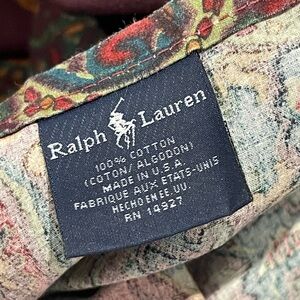 Ralph Lauren
100% COTTON
(COTON/ALGODON)
MADE IN U.S.A.
FABRIQUE AUX ETATS-UNIS
HECHO EN EE.UU.
RN 14927